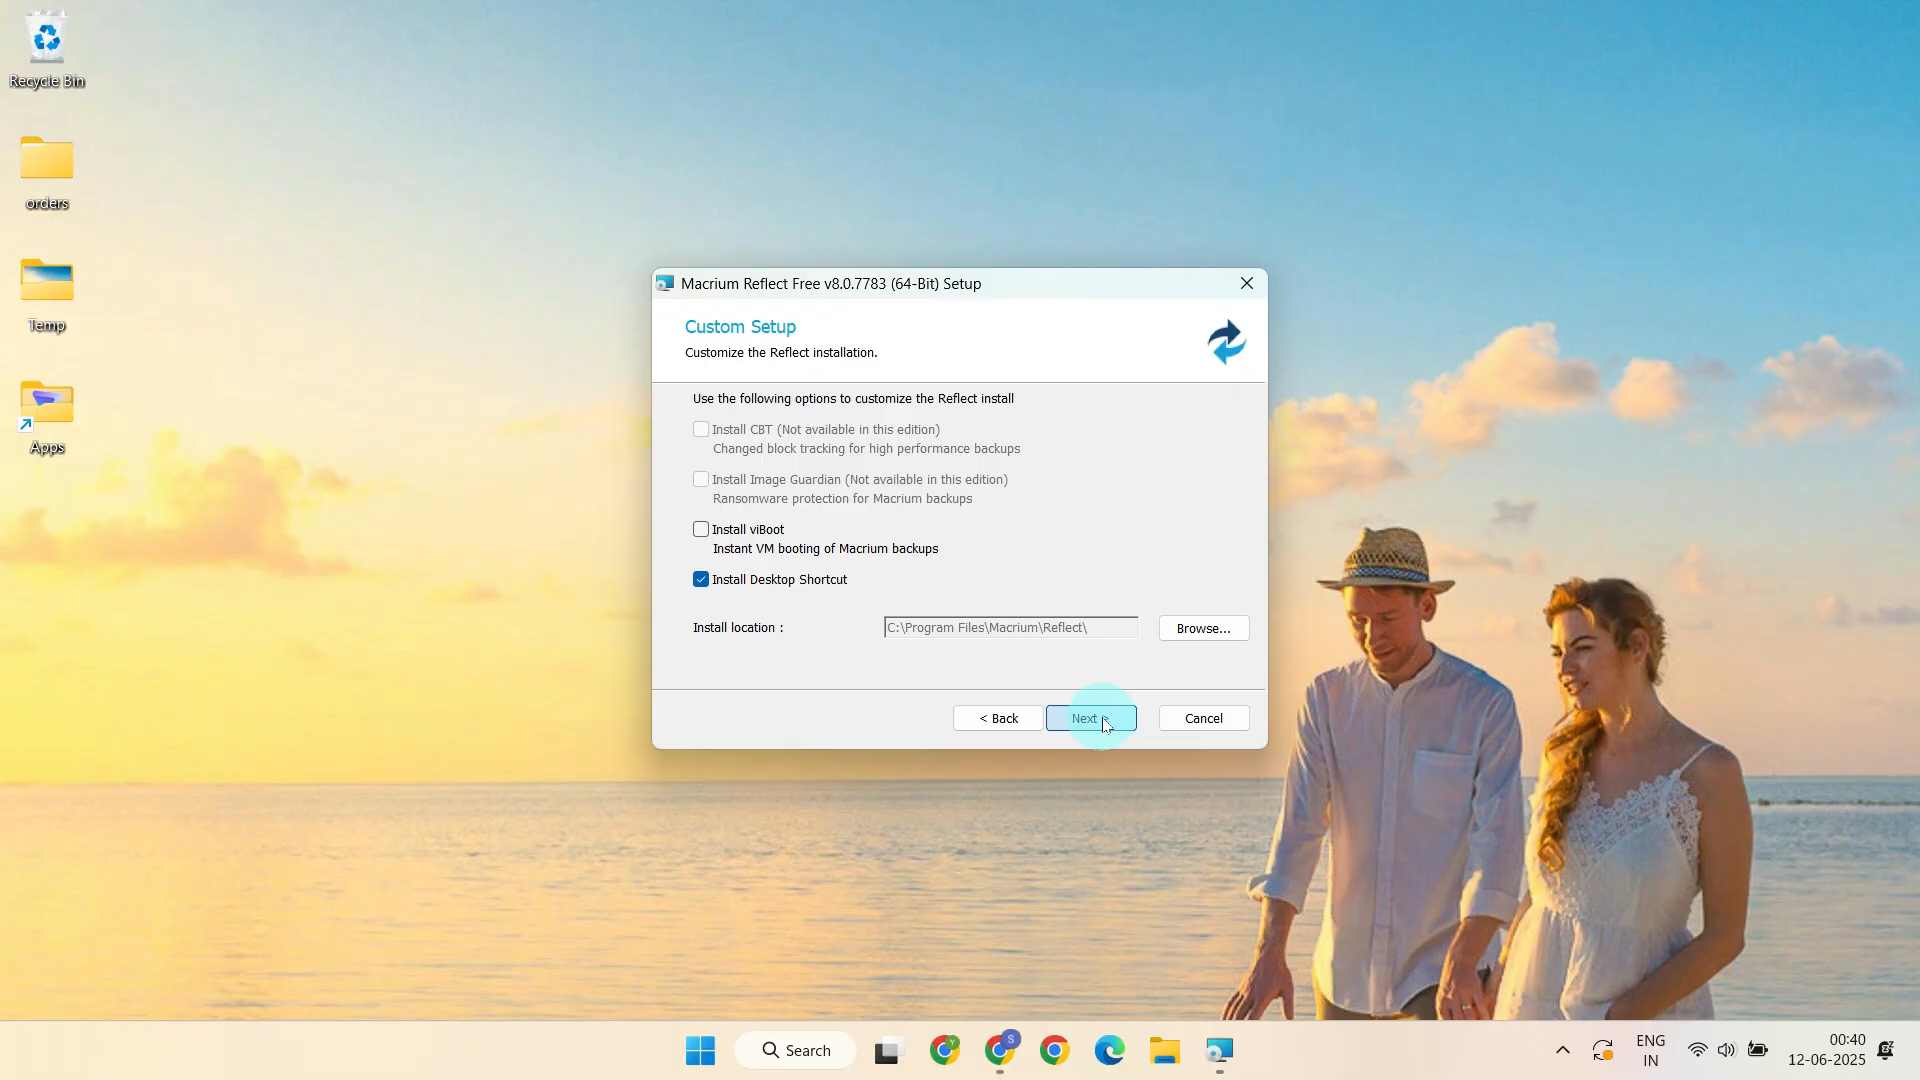 Recycle Bin
orders
Temp
Apps
Macrium Reflect Free v8.0.7783 (64-Bit) Setup
Custom Setup
Customize the Reflect installation.
Use the following options to customize the Reflect install
Install CBT (Not available in this edition)
Changed block tracking for high performance backups
Install Image Guardian (Not available in this edition)
Ransomware protection for Macrium backups
Install viBoot
Instant VM booting of Macrium backups
Install Desktop Shortcut
Install location :
C:\Program Files\Macrium\Reflect\
Browse...
< Back
Next >
Cancel
Search
Y
S
ENG
IN
00:40
12-06-2025